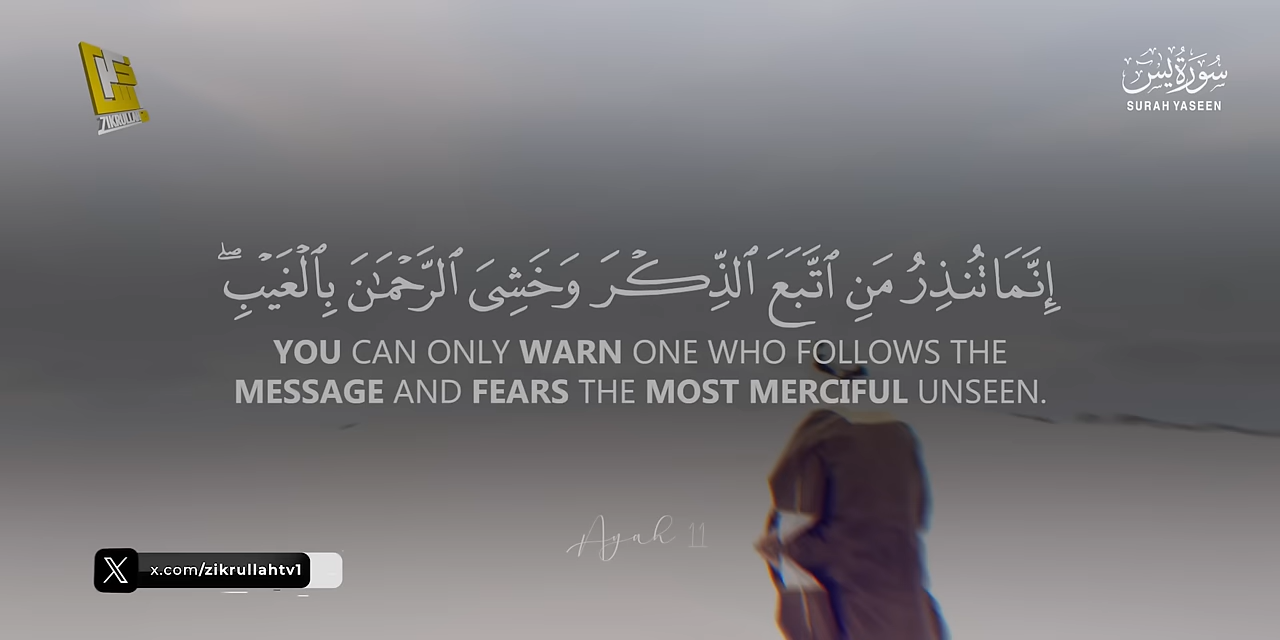 ZIKRULLAH
سُورَةُ يسٓ
SURAH YASEEN
إِنَّمَا تُنذِرُ مَنِ ٱتَّبَعَ ٱلذِّكْرَ وَخَشِىَ ٱلرَّحْمَٰنَ بِٱلْغَيْبِ ۖ
YOU CAN ONLY WARN ONE WHO FOLLOWS THE
MESSAGE AND FEARS THE MOST MERCIFUL UNSEEN.
Ayah 11
x.com/zikrullahtv1